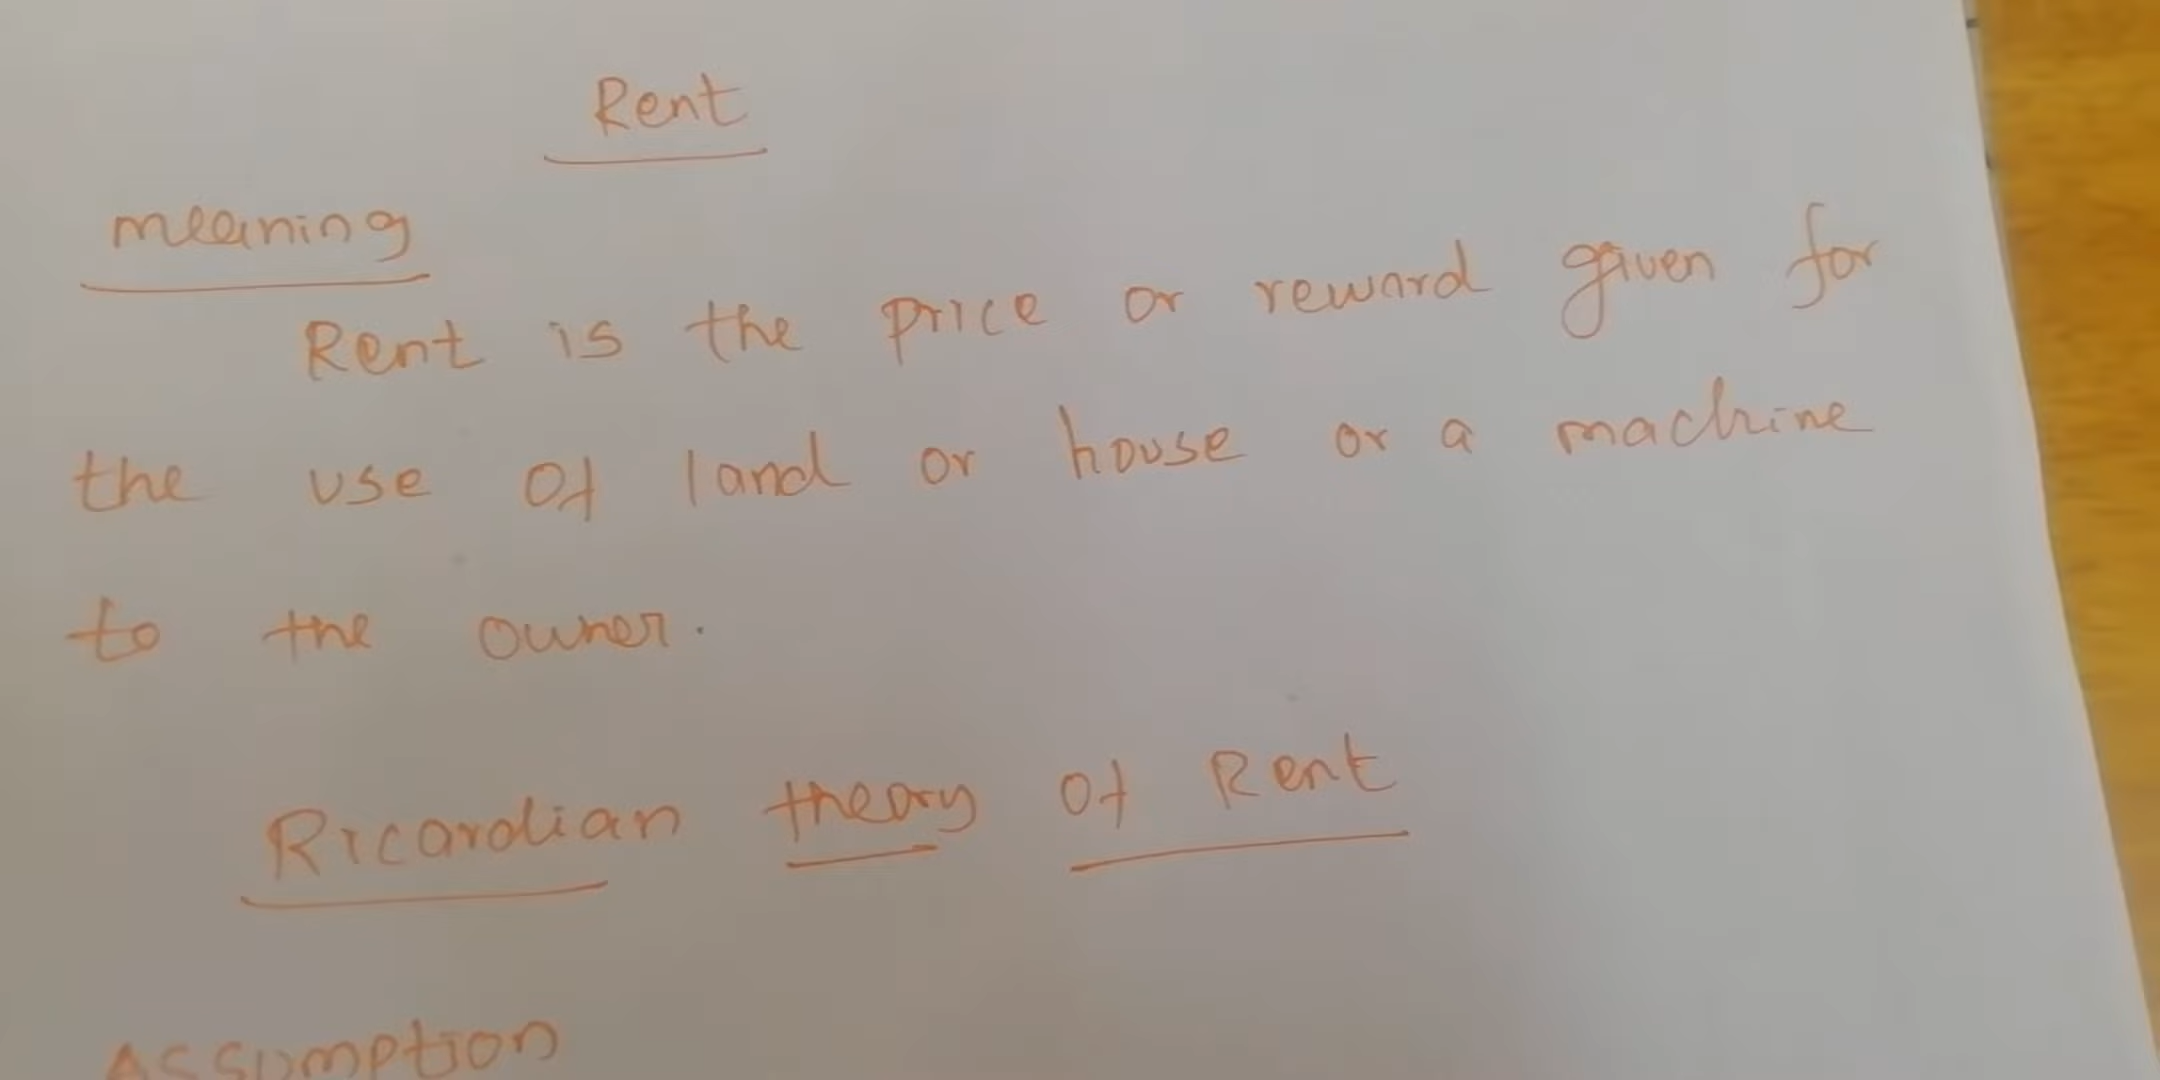 Rent
meaning
Rent is the price or reward given for
the use of land or house or a machine
to the owner.
Ricardian theory of Rent
Assumption